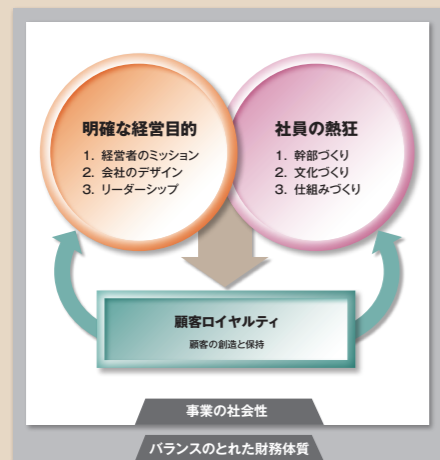 明確な経営目的
1. 経営者のミッション
2. 会社のデザイン
3. リーダーシップ
社員の熱狂
1. 幹部づくり
2. 文化づくり
3. 仕組みづくり
顧客ロイヤルティ
顧客の創造と保持
事業の社会性
バランスのとれた財務体質